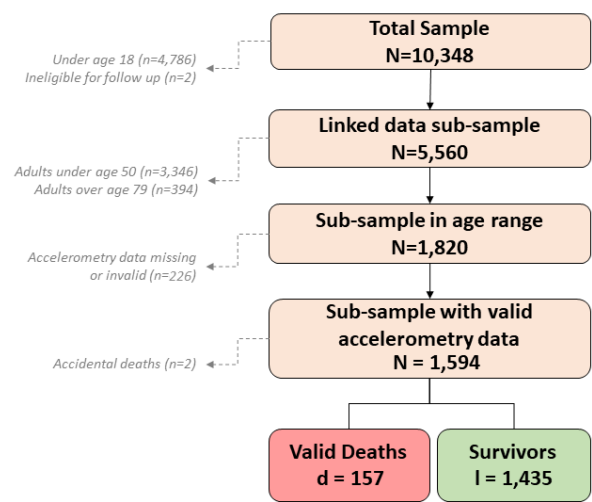 Total Sample
N=10,348
Under age 18 (n=4,786)
Ineligible for follow up (n=2)
Linked data sub-sample
N=5,560
Adults under age 50 (n=3,346)
Adults over age 79 (n=394)
Sub-sample in age range
N=1,820
Accelerometry data missing
or invalid (n=226)
Sub-sample with valid
accelerometry data
N = 1,594
Accidental deaths (n=2)
Valid Deaths
d = 157
Survivors
l = 1,435